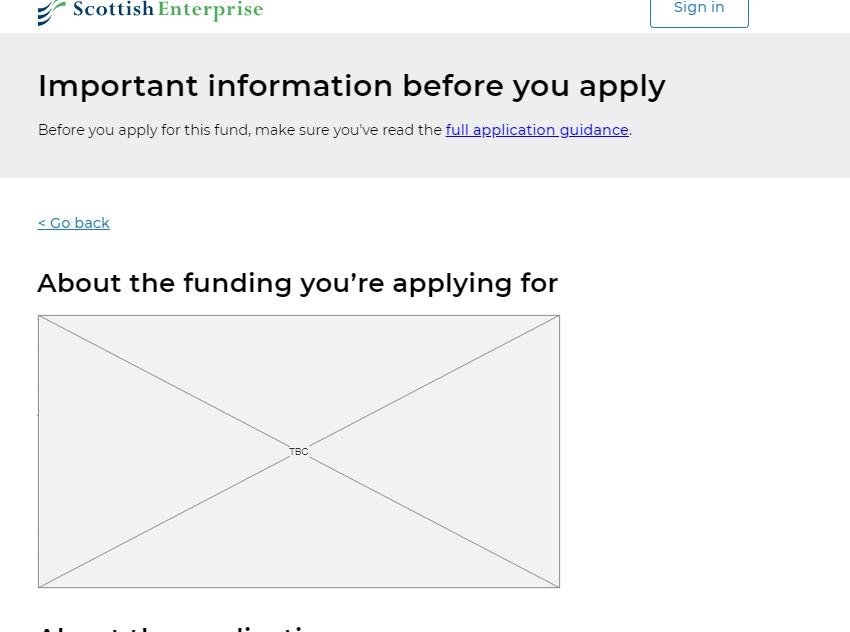 Scottish Enterprise
Sign in
Important information before you apply
Before you apply for this fund, make sure you've read the full application guidance.
< Go back
About the funding you’re applying for
TBC